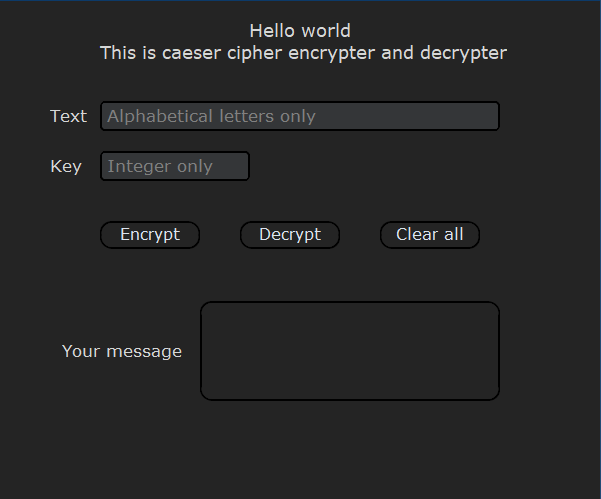 Hello world
This is caeser cipher encrypter and decrypter
Text Alphabetical letters only
Key Integer only
Encrypt Decrypt Clear all
Your message